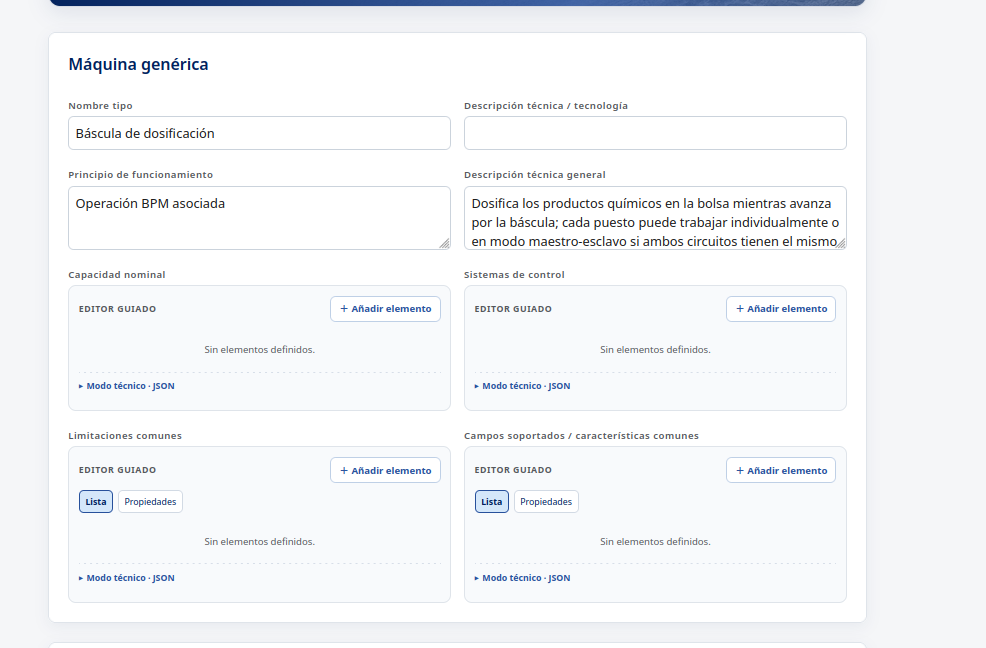 Máquina genérica
Nombre tipo
Descripción técnica / tecnología
Báscula de dosificación
Principio de funcionamiento
Descripción técnica general
Operación BPM asociada
Dosifica los productos químicos en la bolsa mientras avanza
por la báscula; cada puesto puede trabajar individualmente o
en modo maestro-esclavo si ambos circuitos tienen el mismo
Capacidad nominal
Sistemas de control
EDITOR GUIADO
+ Añadir elemento
EDITOR GUIADO
+ Añadir elemento
Sin elementos definidos.
Sin elementos definidos.
▸ Modo técnico · JSON
▸ Modo técnico · JSON
Limitaciones comunes
Campos soportados / características comunes
EDITOR GUIADO
+ Añadir elemento
EDITOR GUIADO
+ Añadir elemento
Lista
Propiedades
Lista
Propiedades
Sin elementos definidos.
Sin elementos definidos.
▸ Modo técnico · JSON
▸ Modo técnico · JSON